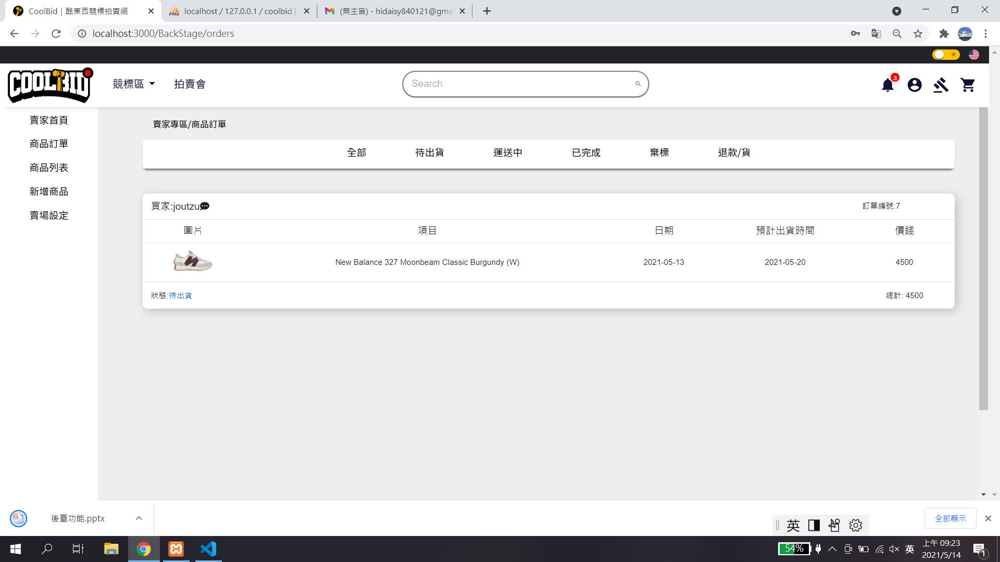 CoolBid | 酷東西競標拍賣網
localhost / 127.0.0.1 / coolbid |
(無主旨) - hidaisy840121@gma
localhost:3000/BackStage/orders
COOLBID
競標區
拍賣會
Search
3
賣家首頁
商品訂單
商品列表
新增商品
賣場設定
賣家專區/商品訂單
全部 待出貨 運送中 已完成 棄標 退款/貨
買家:joutzu
訂單編號:7
圖片 項目 日期 預計出貨時間 價錢
New Balance 327 Moonbeam Classic Burgundy (W) 2021-05-13 2021-05-20 4500
狀態:待出貨
總計: 4500
後臺功能.pptx
英
全部顯示
54%
英
上午 09:23
2021/5/14
1